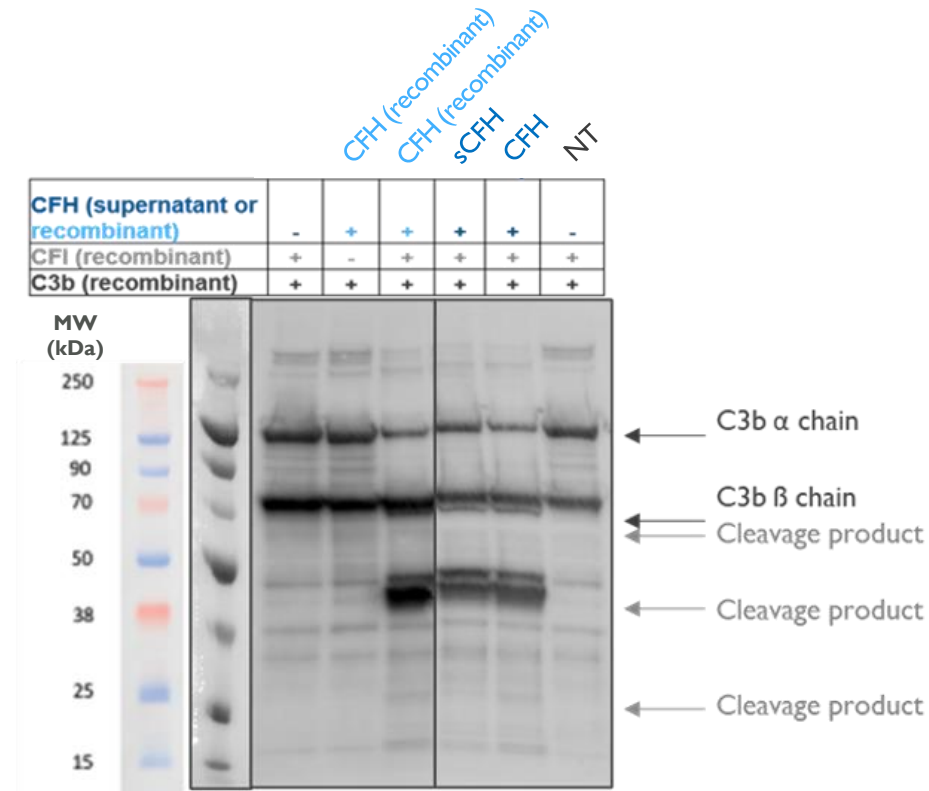 CFH (recombinant)
CFH (recombinant)
sCFH
CFH
NT
CFH (supernatant or
recombinant)
- + + + + -
CFI (recombinant)
+ - + + + +
C3b (recombinant)
+ + + + + +
MW
(kDa)
250
125
90
70
50
38
25
15
C3b α chain
C3b ß chain
Cleavage product
Cleavage product
Cleavage product